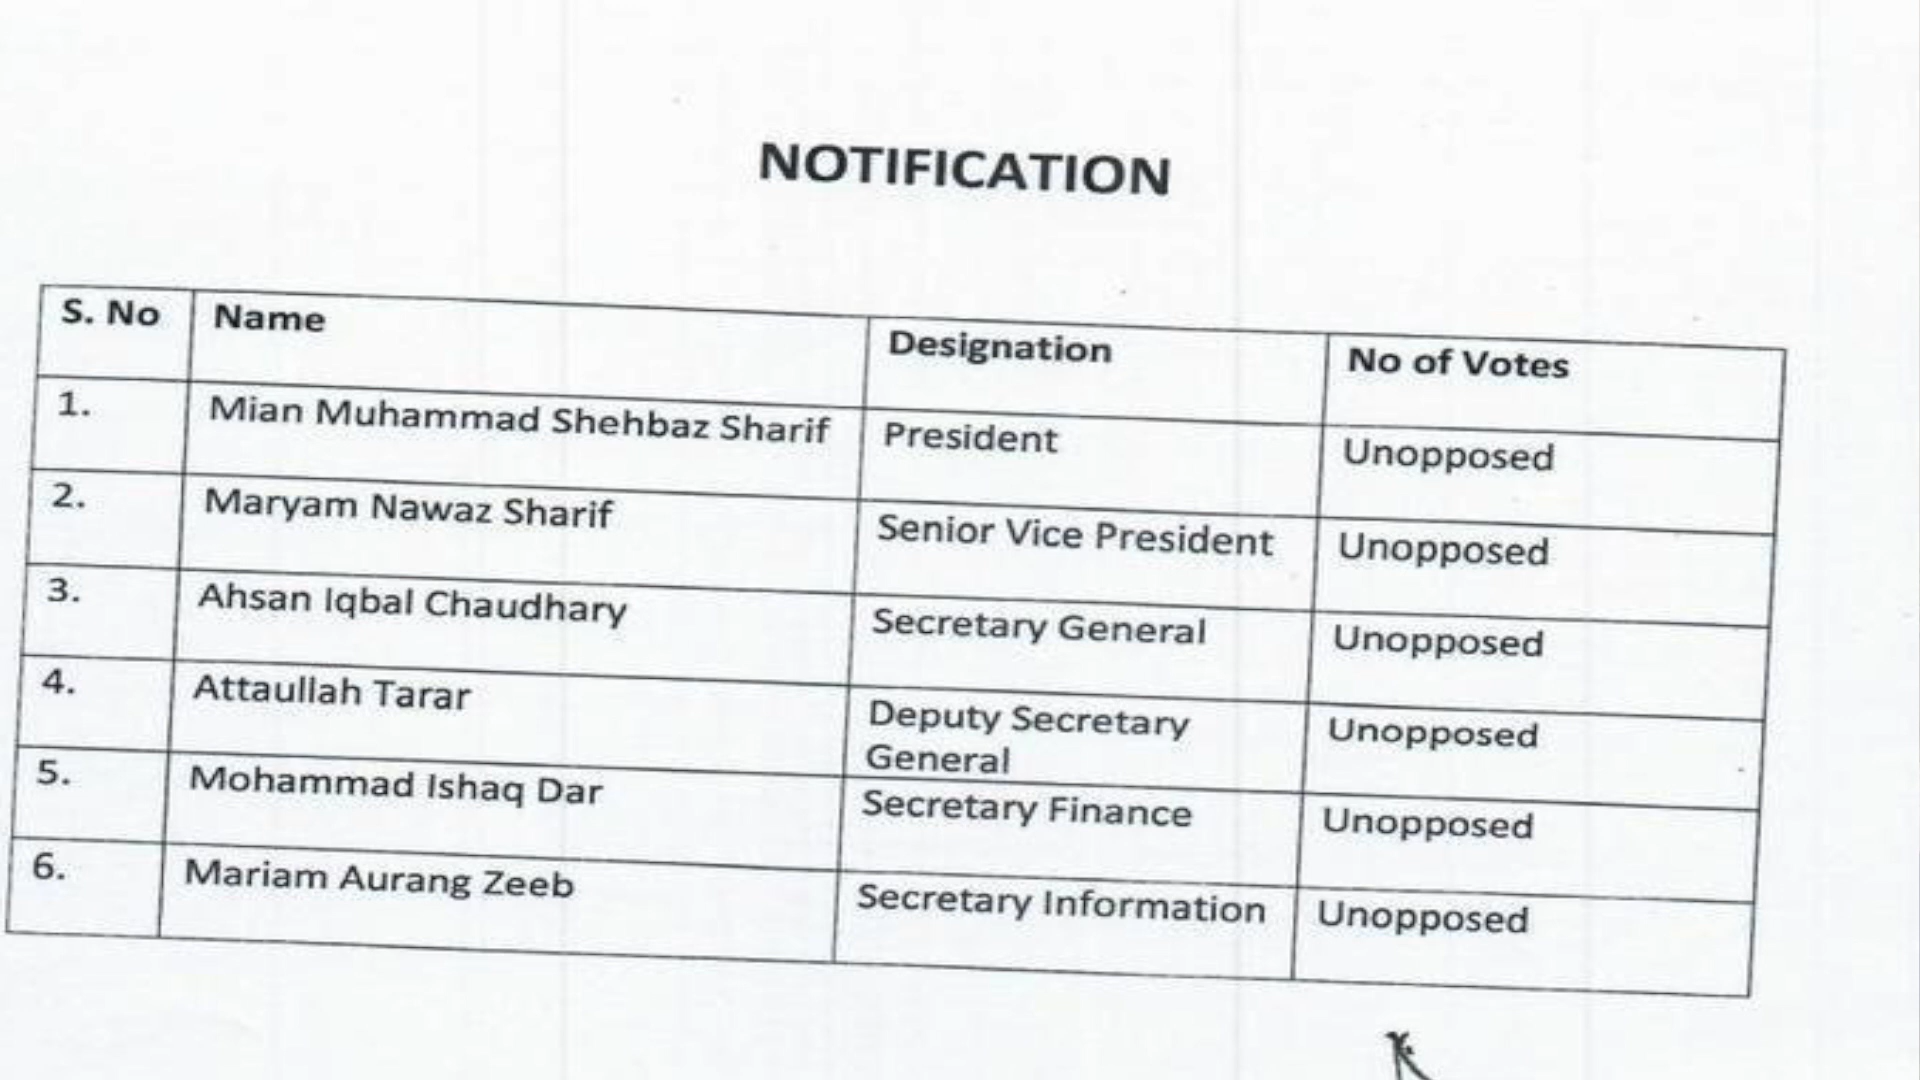 NOTIFICATION
S. No Name Designation No of Votes
1. Mian Muhammad Shehbaz Sharif President Unopposed
2. Maryam Nawaz Sharif Senior Vice President Unopposed
3. Ahsan Iqbal Chaudhary Secretary General Unopposed
4. Attaullah Tarar Deputy Secretary General Unopposed
5. Mohammad Ishaq Dar Secretary Finance Unopposed
6. Mariam Aurang Zeeb Secretary Information Unopposed